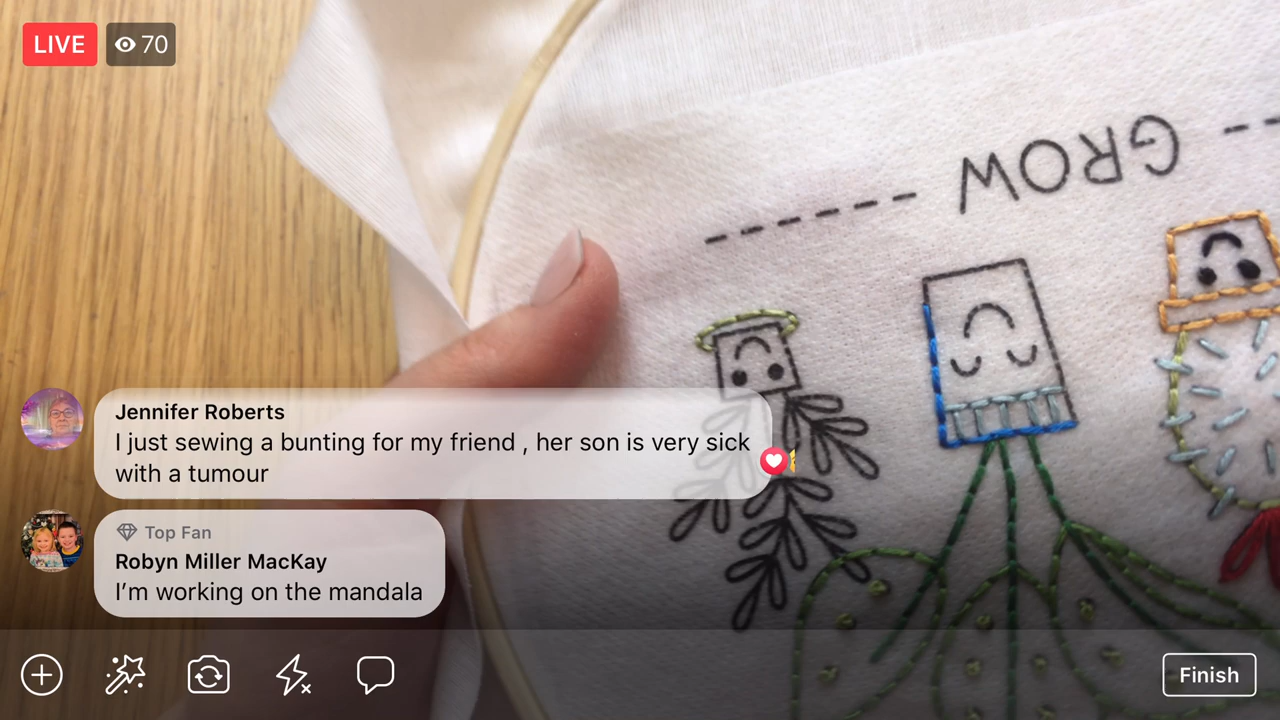 LIVE
70
GROW
Jennifer Roberts
I just sewing a bunting for my friend , her son is very sick
with a tumour
Top Fan
Robyn Miller MacKay
I’m working on the mandala
Finish